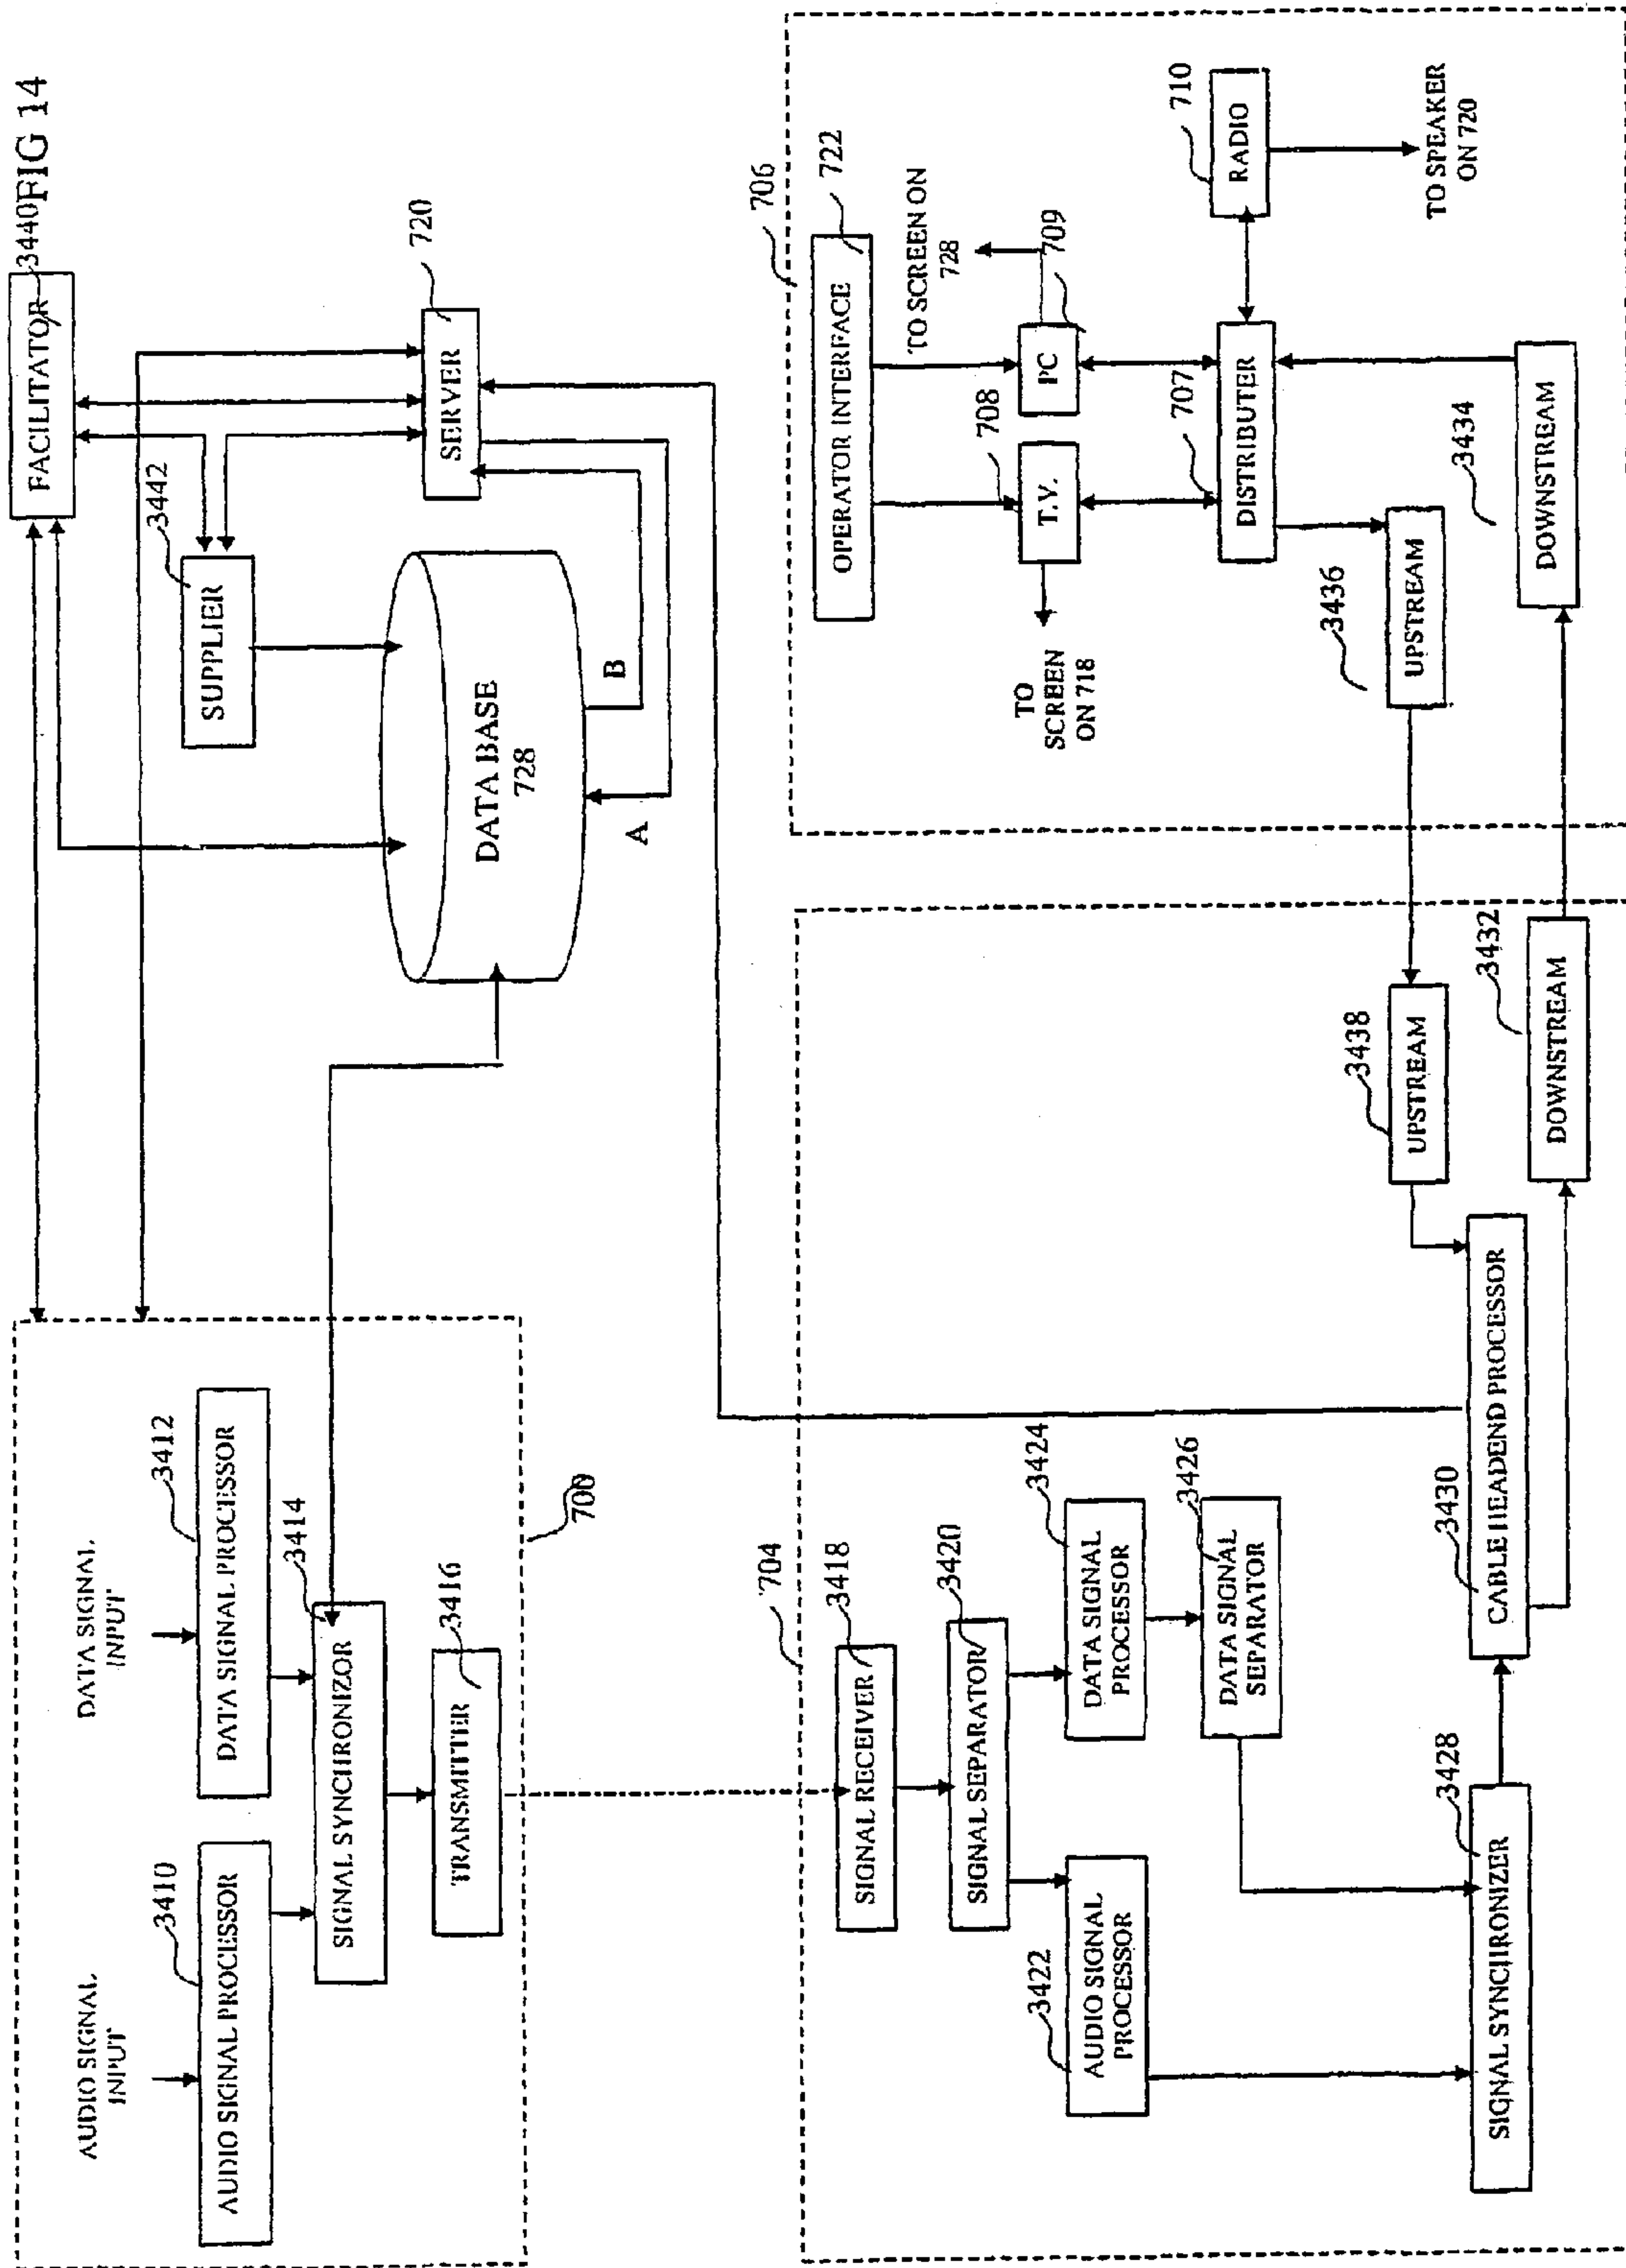 3440 FIG 14
FACILITATOR
3442
SUPPLIER
720
SERVER
DATA BASE
728
A
B
AUDIO SIGNAL
INPUT
DATA SIGNAL
INPUT
3410
AUDIO SIGNAL PROCESSOR
3412
DATA SIGNAL PROCESSOR
3414
SIGNAL SYNCHRONIZOR
3416
TRANSMITTER
700
704
3418
SIGNAL RECEIVER
3420
SIGNAL SEPARATOR
3422
AUDIO SIGNAL
PROCESSOR
3424
DATA SIGNAL
PROCESSOR
3426
DATA SIGNAL
SEPARATOR
3428
SIGNAL SYNCHRONIZER
3430
CABLE HEADEND PROCESSOR
3438
UPSTREAM
3432
DOWNSTREAM
706
722
OPERATOR INTERFACE
TO SCREEN ON
728
TO
SCREEN
ON 718
708
T.V.
709
PC
710
RADIO
707
DISTRIBUTER
TO SPEAKER
ON 720
3436
UPSTREAM
3434
DOWNSTREAM